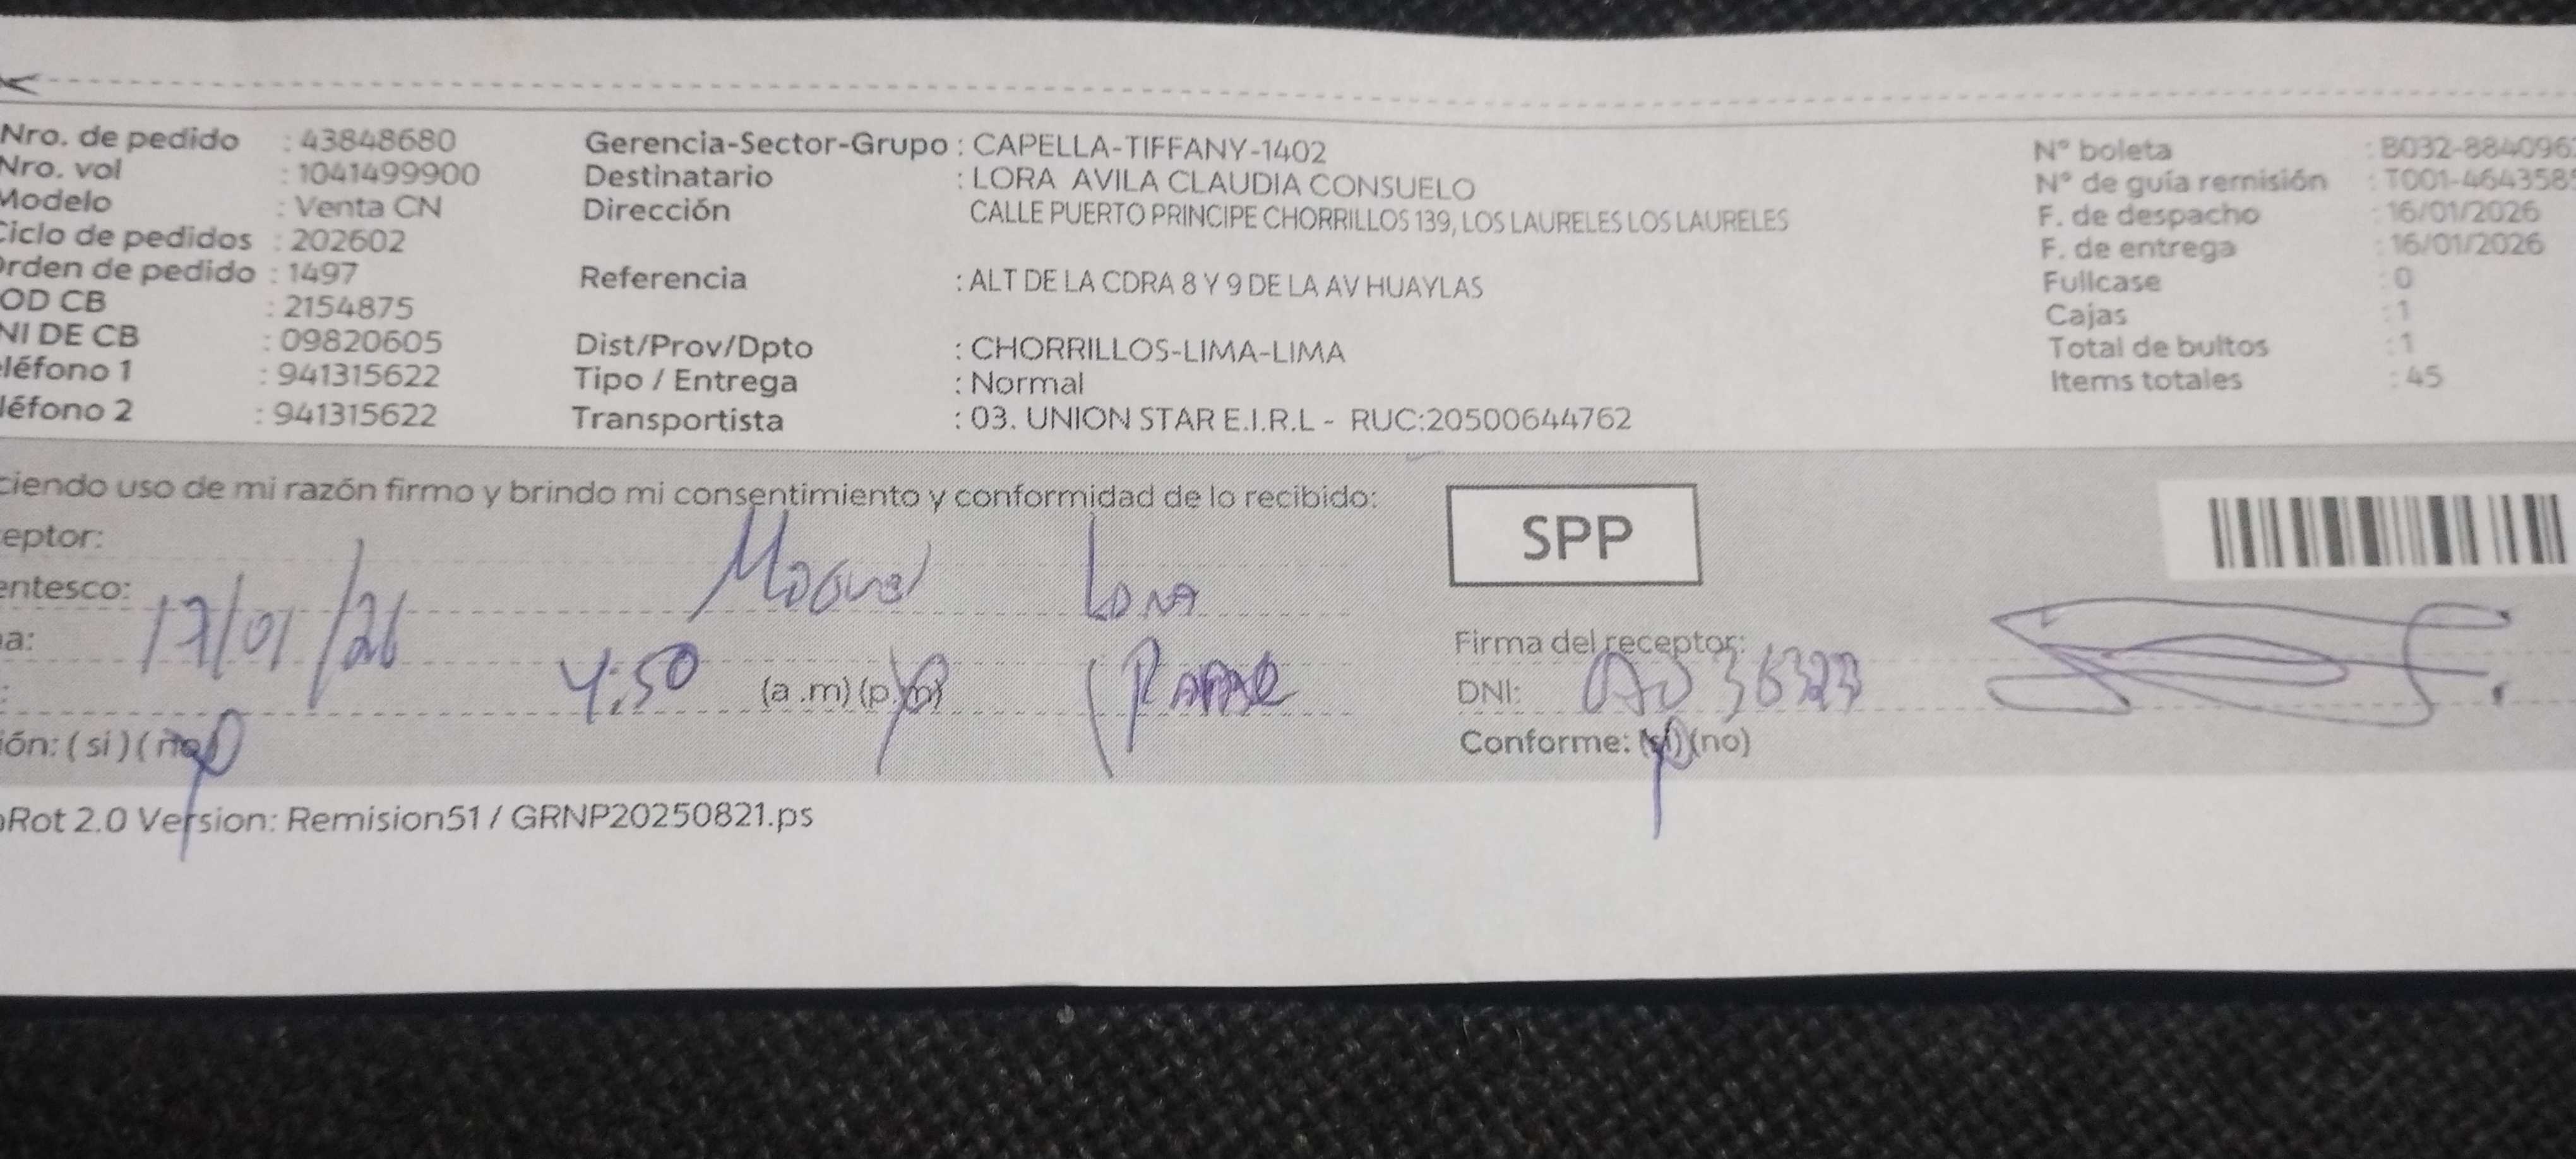 Nro. de pedido : 43848680
Nro. vol : 1041499900
Modelo : Venta CN
Ciclo de pedidos : 202602
rden de pedido : 1497
OD CB : 2154875
NI DE CB : 09820605
léfono 1 : 941315622
léfono 2 : 941315622
Gerencia-Sector-Grupo : CAPELLA-TIFFANY-1402
Destinatario : LORA AVILA CLAUDIA CONSUELO
Dirección CALLE PUERTO PRINCIPE CHORRILLOS 139, LOS LAURELES LOS LAURELES
Referencia : ALT DE LA CDRA 8 Y 9 DE LA AV HUAYLAS
Dist/Prov/Dpto : CHORRILLOS-LIMA-LIMA
Tipo / Entrega : Normal
Transportista : 03. UNION STAR E.I.R.L - RUC:20500644762
N° boleta : B032-884096
N° de guía remisión : T001-464358
F. de despacho : 16/01/2026
F. de entrega : 16/01/2026
Fullcase : 0
Cajas : 1
Total de bultos : 1
Items totales : 45
ciendo uso de mi razón firmo y brindo mi consentimiento y conformidad de lo recibido:
eptor: Miguel Lora
entesco:
a: 17/01/26
: 4:50 (a .m) (p.m)
ión: ( si ) ( no )
SPP
Firma del receptor:
DNI:
Conforme: (si) (no)
Rot 2.0 Version: Remision51 / GRNP20250821.ps